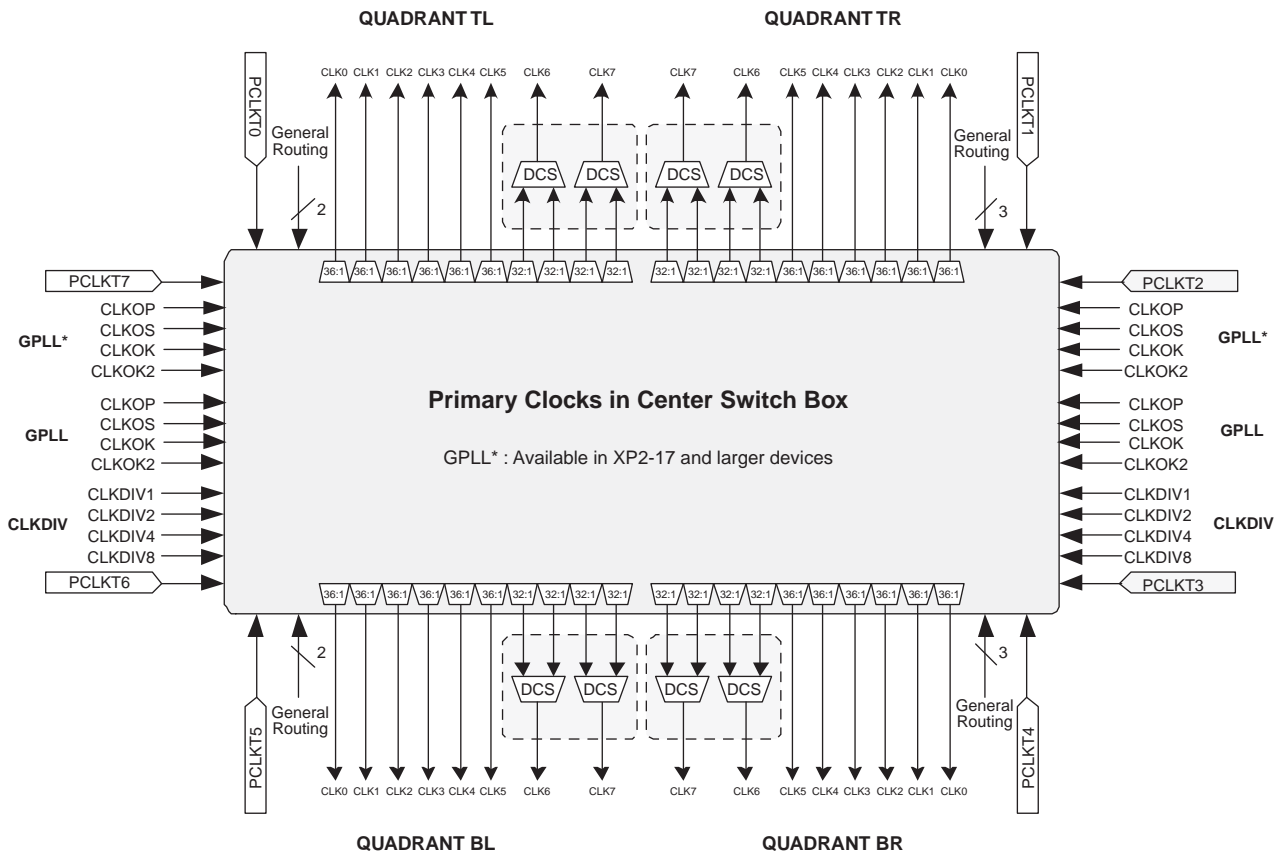 QUADRANT TL QUADRANT TR
CLK0 CLK1 CLK2 CLK3 CLK4 CLK5 CLK6 CLK7 CLK7 CLK6 CLK5 CLK4 CLK3 CLK2 CLK1 CLK0
PCLKT0
General
Routing
2
DCS DCS DCS DCS
General
Routing
3
PCLKT1
36:1 36:1 36:1 36:1 36:1 36:1 32:1 32:1 32:1 32:1 32:1 32:1 32:1 32:1 36:1 36:1 36:1 36:1 36:1 36:1
PCLKT7
GPLL*
CLKOP
CLKOS
CLKOK
CLKOK2
GPLL
CLKOP
CLKOS
CLKOK
CLKOK2
CLKDIV
CLKDIV1
CLKDIV2
CLKDIV4
CLKDIV8
PCLKT6
Primary Clocks in Center Switch Box
GPLL* : Available in XP2-17 and larger devices
PCLKT2
CLKOP
CLKOS
CLKOK
CLKOK2
GPLL*
CLKOP
CLKOS
CLKOK
CLKOK2
GPLL
CLKDIV1
CLKDIV2
CLKDIV4
CLKDIV8
CLKDIV
PCLKT3
36:1 36:1 36:1 36:1 36:1 36:1 32:1 32:1 32:1 32:1 32:1 32:1 32:1 32:1 36:1 36:1 36:1 36:1 36:1 36:1
PCLKT5
2
General
Routing
DCS DCS DCS DCS
3
General
Routing
PCLKT4
CLK0 CLK1 CLK2 CLK3 CLK4 CLK5 CLK6 CLK7 CLK7 CLK6 CLK5 CLK4 CLK3 CLK2 CLK1 CLK0
QUADRANT BL QUADRANT BR